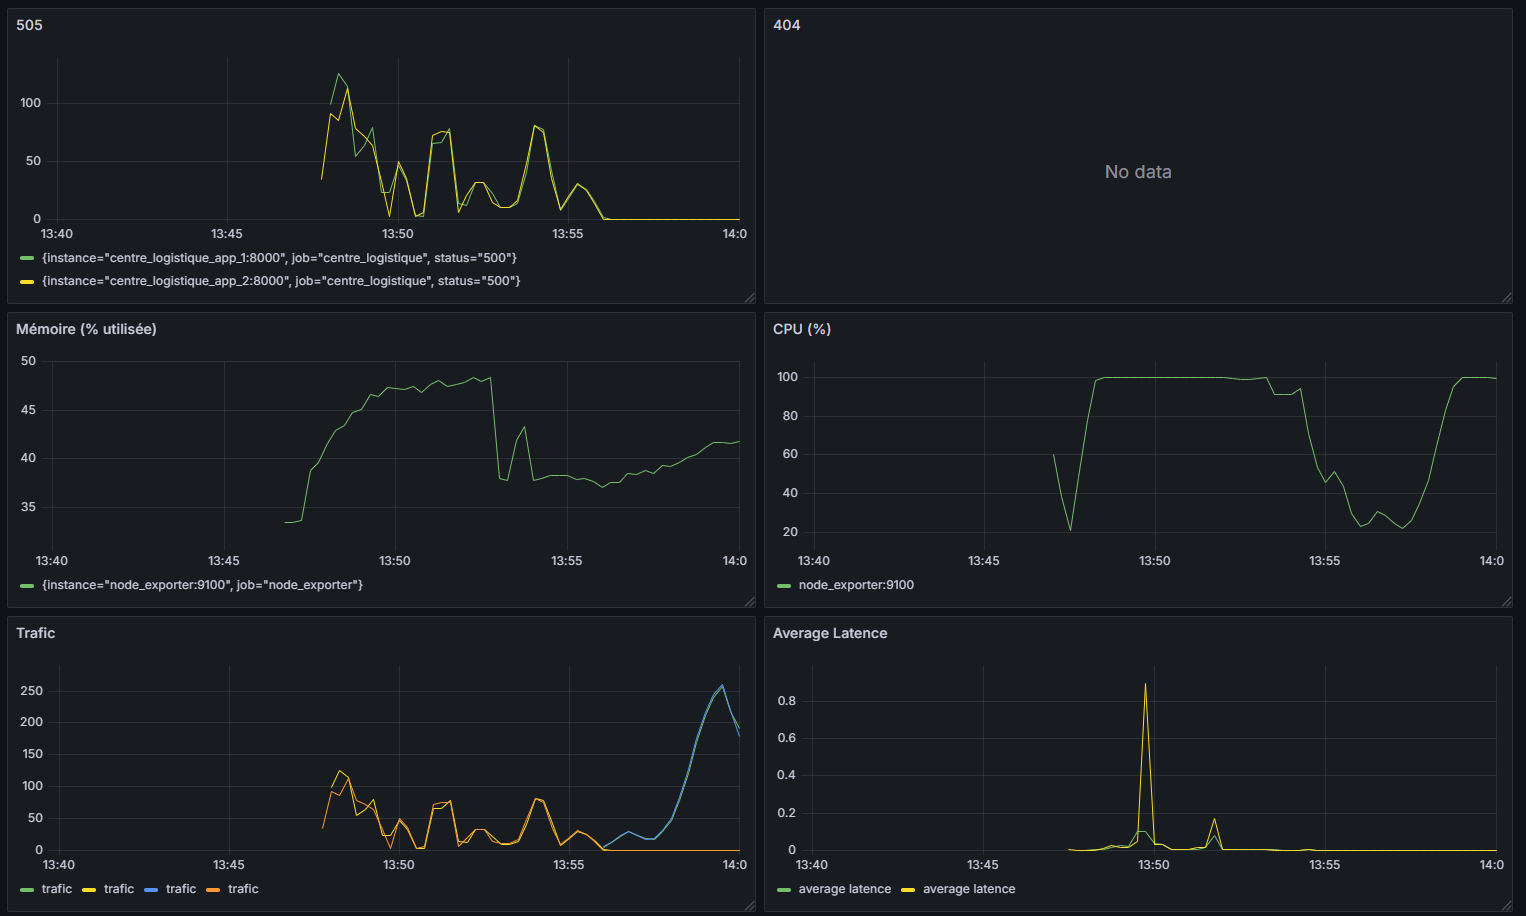 505
100
50
0
13:40 13:45 13:50 13:55 14:0
{instance="centre_logistique_app_1:8000", job="centre_logistique", status="500"}
{instance="centre_logistique_app_2:8000", job="centre_logistique", status="500"}
404
No data
Mémoire (% utilisée)
50
45
40
35
13:40 13:45 13:50 13:55 14:0
{instance="node_exporter:9100", job="node_exporter"}
CPU (%)
100
80
60
40
20
13:40 13:45 13:50 13:55 14:0
node_exporter:9100
Trafic
250
200
150
100
50
0
13:40 13:45 13:50 13:55 14:0
trafic trafic trafic trafic
Average Latence
0.8
0.6
0.4
0.2
0
13:40 13:45 13:50 13:55 14:0
average latency average latency